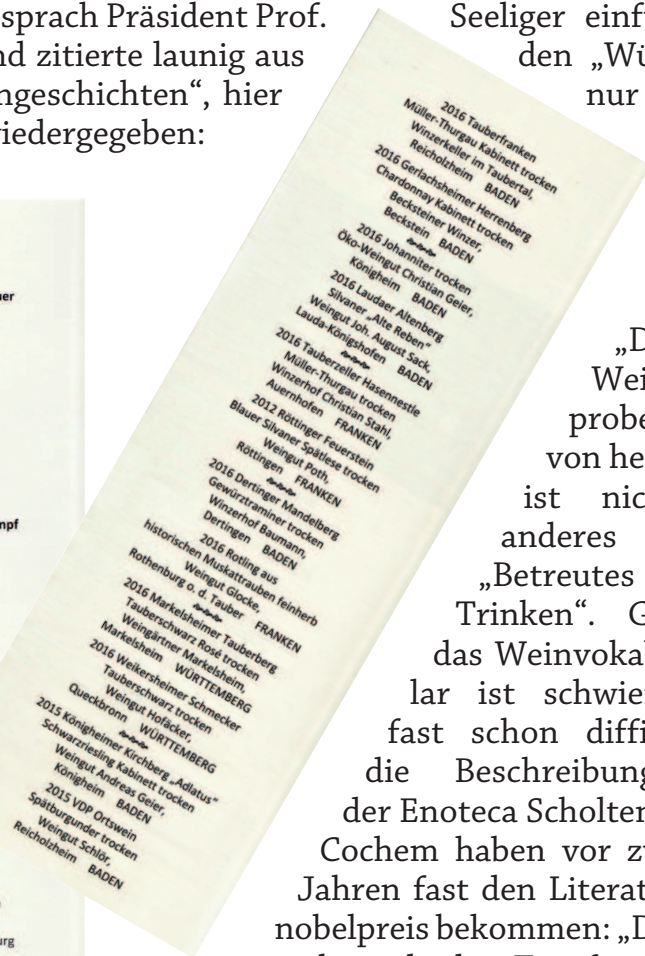 sprach Präsident Prof.
zitierte launig aus
ngeschichten“, hier
wiedergegeben:
uer
mpf
urg
2016 Tauberfranken
Müller-Thurgau Kabinett trocken
Winzerkeller im Taubertal,
Reicholzheim BADEN
2016 Gerlachsheimer Herrenberg
Chardonnay Kabinett trocken
Becksteiner Winzer,
Beckstein BADEN
2016 Johanniter trocken
Öko-Weingut Christian Geier,
Königheim BADEN
2016 Laudaer Altenberg
Silvaner „Alte Reben“
Weingut Joh. August Sack,
Lauda-Königshofen BADEN
2016 Tauberzeller Hasennestle
Müller-Thurgau trocken
Winzerhof Christian Stahl,
Auernhofen FRANKEN
2012 Röttinger Feuerstein
Blauer Silvaner Spätlese trocken
Weingut Poth,
Röttingen FRANKEN
2016 Dertinger Mandelberg
Gewürztraminer trocken
Winzerhof Baumann,
Dertingen BADEN
2016 Rotling aus
historischen Muskattrauben feinherb
Weingut Glocke,
Rothenburg o. d. Tauber FRANKEN
2016 Markelsheimer Tauberberg
Tauberschwarz Rosé trocken
Weingärtner Markelsheim,
Markelsheim WÜRTTEMBERG
2016 Weikersheimer Schmecker
Tauberschwarz trocken
Weingut Hofäcker,
Queckbronn WÜRTTEMBERG
2015 Königheimer Kirchberg „Adlatus“
Schwarzriesling Kabinett trocken
Weingut Andreas Geier,
Königheim BADEN
2015 VDP Ortswein
Spätburgunder trocken
Weingut Schlör,
Reicholzheim BADEN
Seeliger einf
den „Wü
nur
„D
Wei
probe
von he
ist nic
anderes
„Betreutes
Trinken“. G
das Weinvokab
lar ist schwier
fast schon diffi
die Beschreibung
der Enoteca Scholten
Cochem haben vor z
Jahren fast den Literat
nobelpreis bekommen: „D